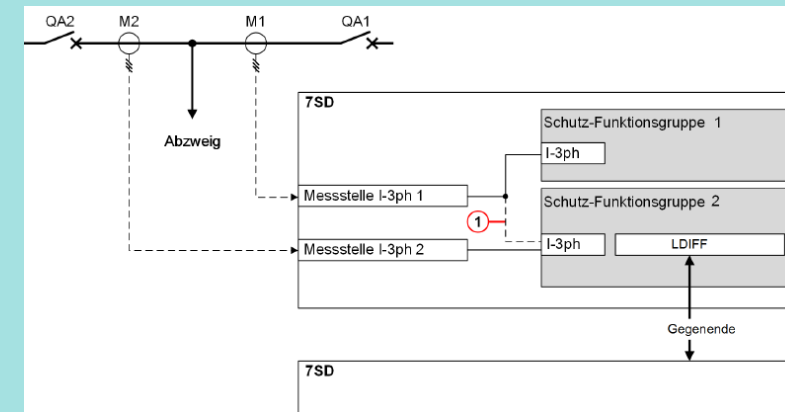 QA2 M2 M1 QA1
Abzweig
7SD
Schutz-Funktionsgruppe 1
I-3ph
Messstelle I-3ph 1
Schutz-Funktionsgruppe 2
1
Messstelle I-3ph 2
I-3ph LDIFF
Gegenende
7SD